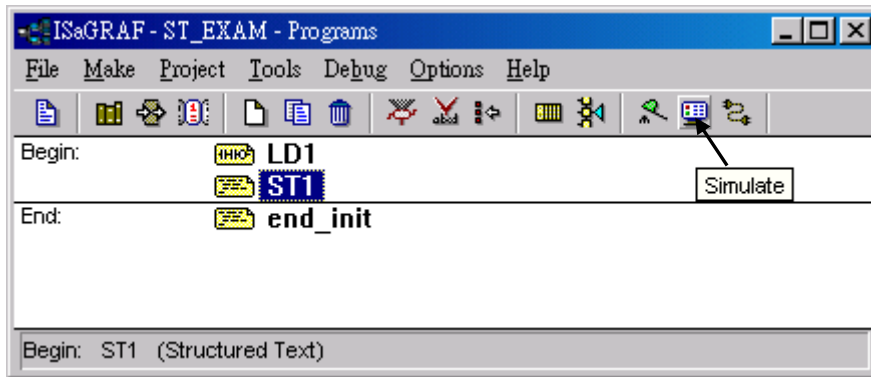 ISaGRAF - ST_EXAM - Programs
File Make Project Tools Debug Options Help
Begin: LD1
ST1
Simulate
End: end_init
Begin: ST1 (Structured Text)